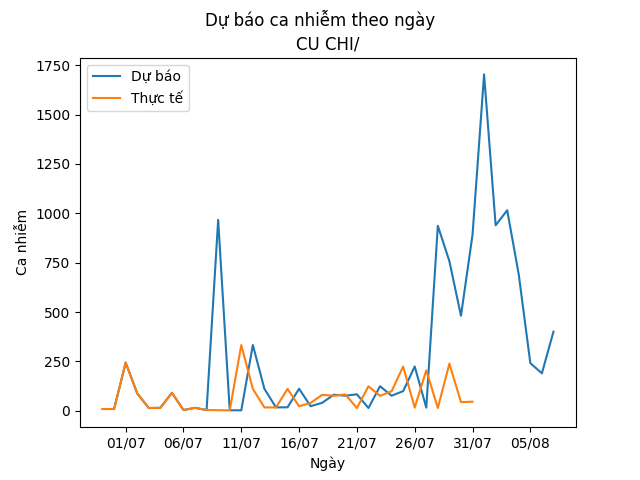 Dự báo ca nhiễm theo ngày
CU CHI/
Dự báo
Thực tế
Ca nhiễm
1750
1500
1250
1000
750
500
250
0
01/07 06/07 11/07 16/07 21/07 26/07 31/07 05/08
Ngày